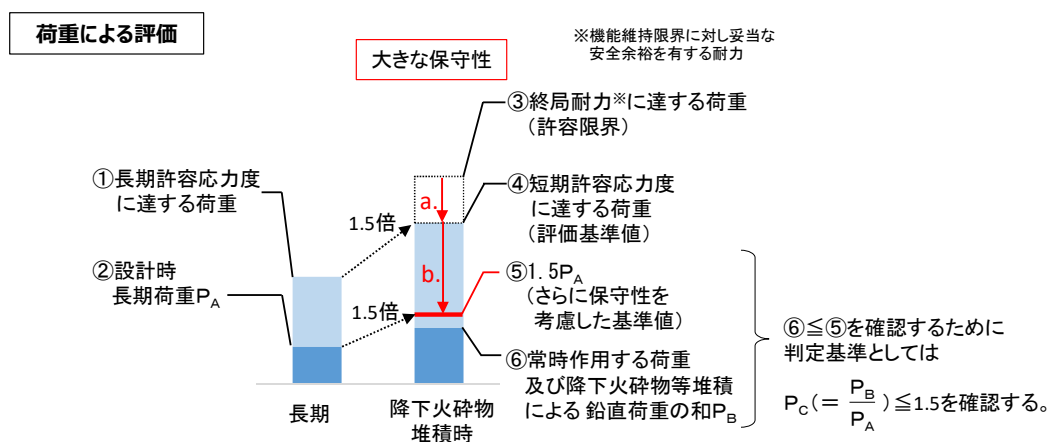 荷重による評価
※機能維持限界に対し妥当な
安全余裕を有する耐力
大きな保守性
③終局耐力※に達する荷重
（許容限界）
①長期許容応力度
に達する荷重
④短期許容応力度
に達する荷重
(評価基準値)
a.
1.5倍
②設計時
長期荷重PA
b.
⑤1.5PA
（さらに保守性を
考慮した基準値）
1.5倍
⑥常時作用する荷重
及び降下火砕物等堆積
による 鉛直荷重の和PB
⑥≦⑤を確認するために
判定基準としては
PC(＝ PB/PA )≦1.5を確認する。
長期
降下火砕物
堆積時